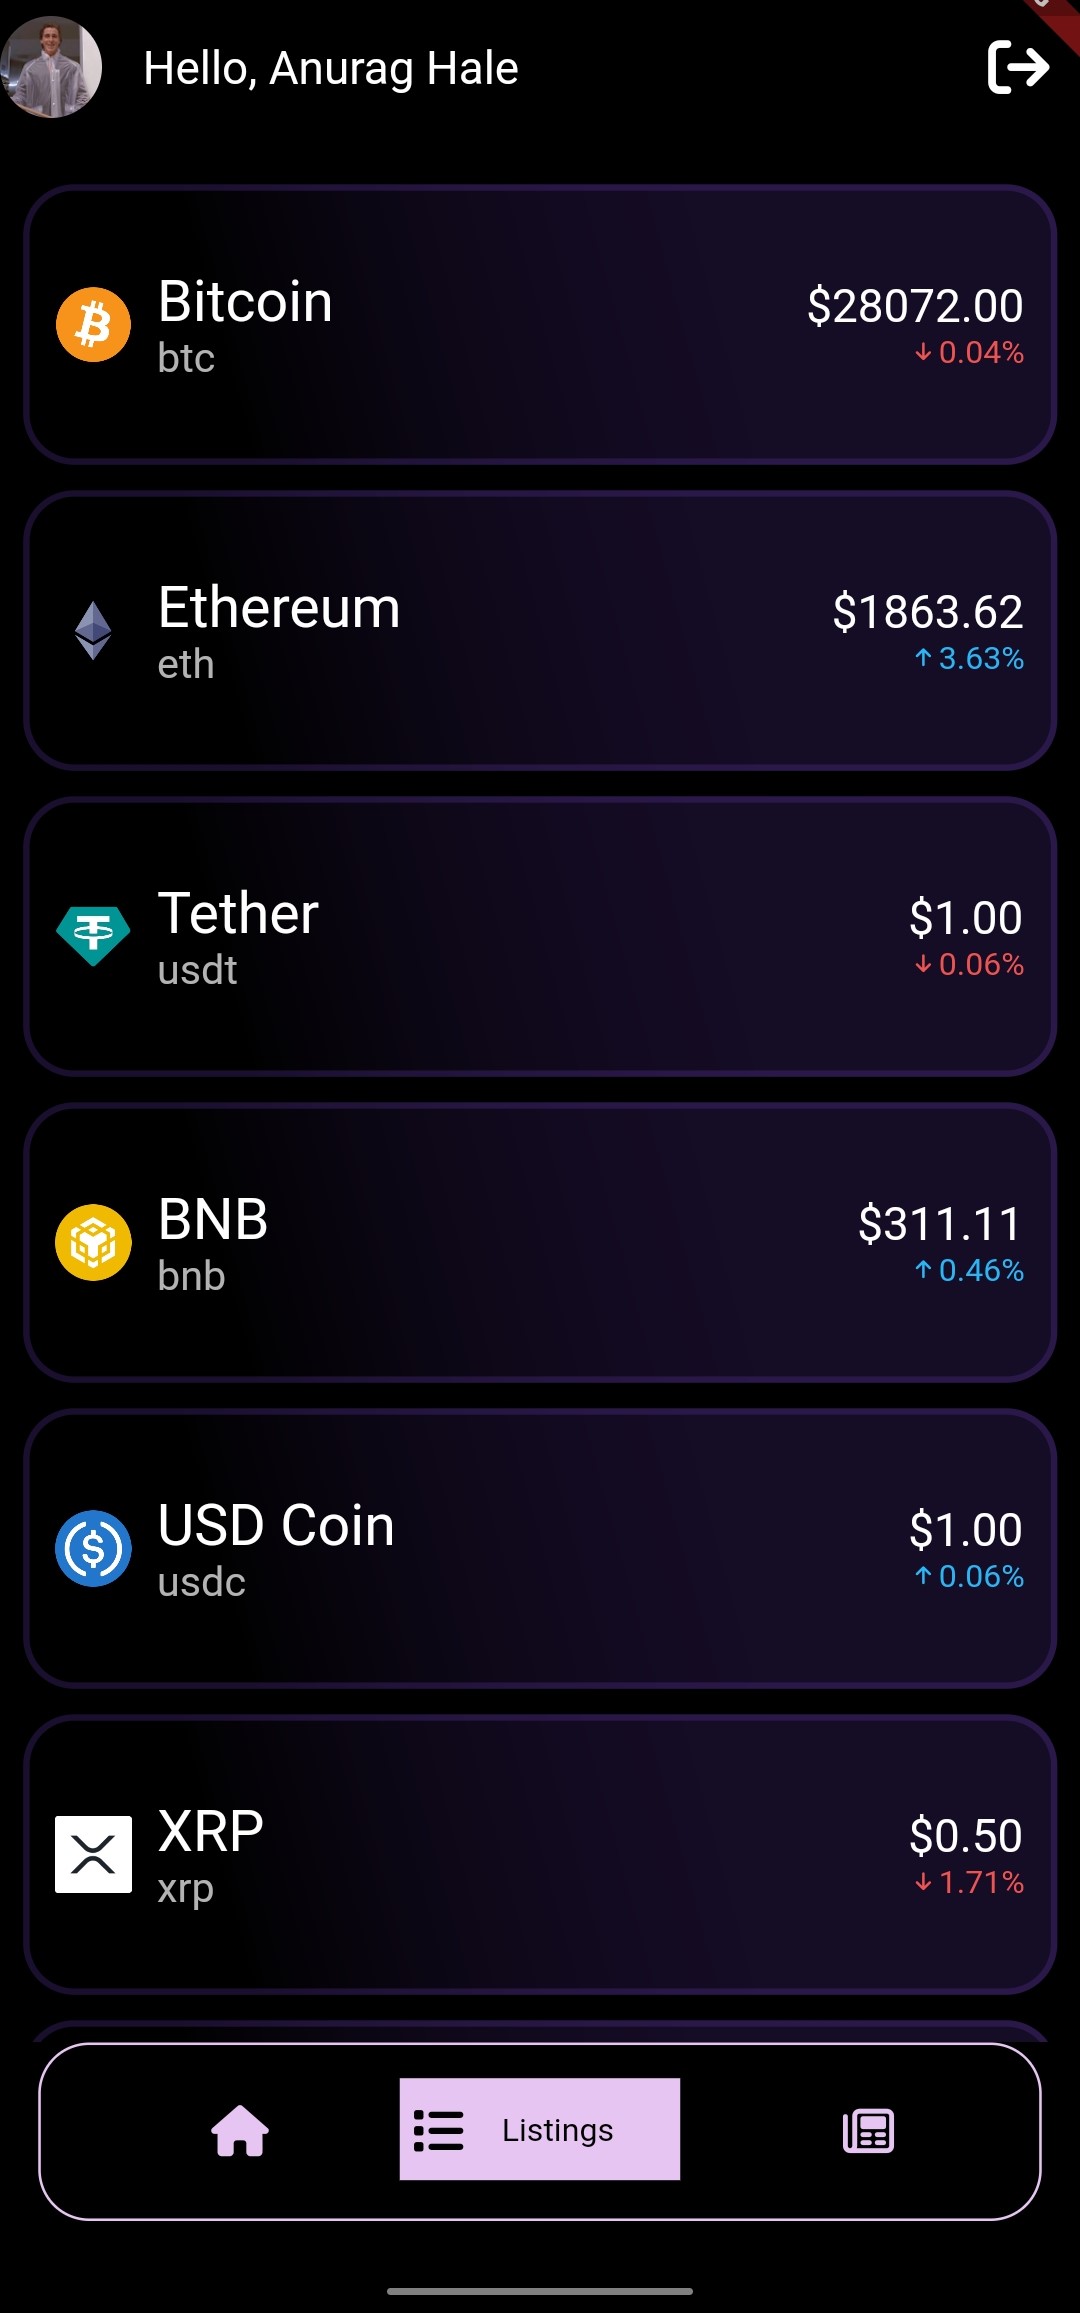 Hello, Anurag Hale
Bitcoin
btc
$28072.00
↓ 0.04%
Ethereum
eth
$1863.62
↑ 3.63%
Tether
usdt
$1.00
↓ 0.06%
BNB
bnb
$311.11
↑ 0.46%
USD Coin
usdc
$1.00
↑ 0.06%
XRP
xrp
$0.50
↓ 1.71%
Listings